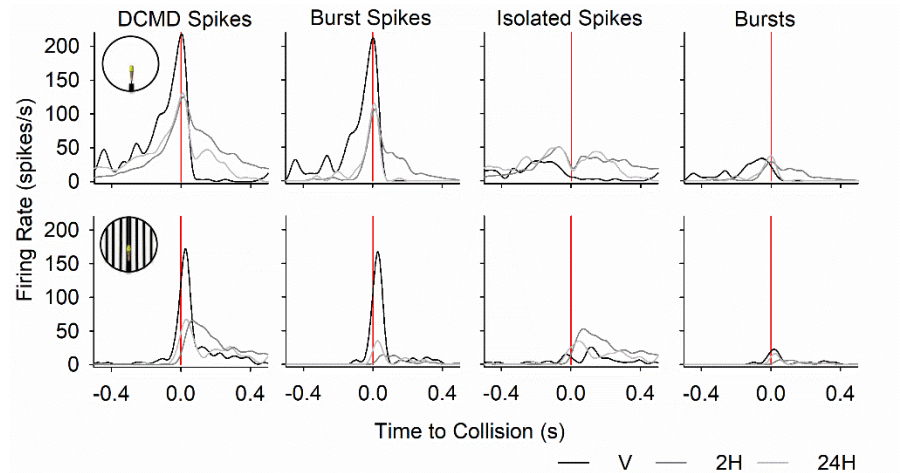 DCMD Spikes Burst Spikes Isolated Spikes Bursts
Firing Rate (spikes/s)
200
150
100
50
0
200
150
100
50
0
-0.4 0.0 0.4 -0.4 0.0 0.4 -0.4 0.0 0.4 -0.4 0.0 0.4
Time to Collision (s)
V 2H 24H